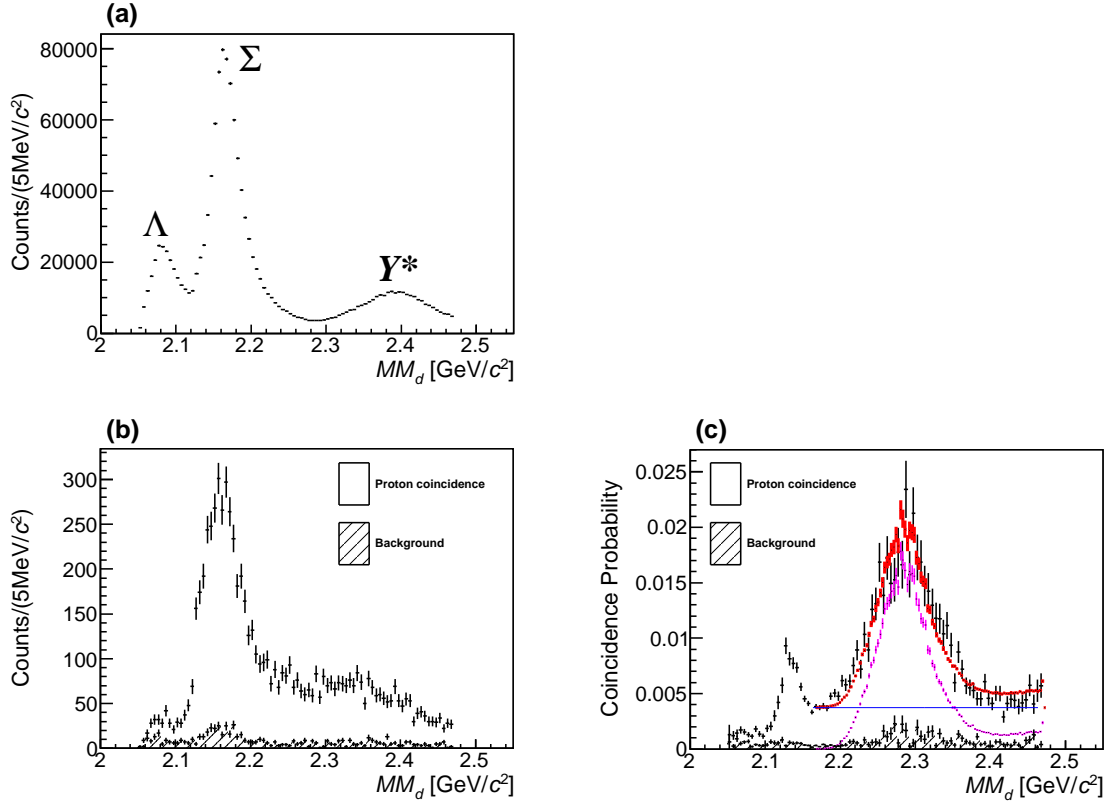 (a)
Counts/(5MeV/c²)
80000
60000
40000
20000
0
Λ
Σ
Y*
2 2.1 2.2 2.3 2.4 2.5
MM_d [GeV/c²]
(b)
Counts/(5MeV/c²)
300
250
200
150
100
50
0
Proton coincidence
Background
2 2.1 2.2 2.3 2.4 2.5
MM_d [GeV/c²]
(c)
Coincidence Probability
0.025
0.02
0.015
0.01
0.005
0
Proton coincidence
Background
2 2.1 2.2 2.3 2.4 2.5
MM_d [GeV/c²]